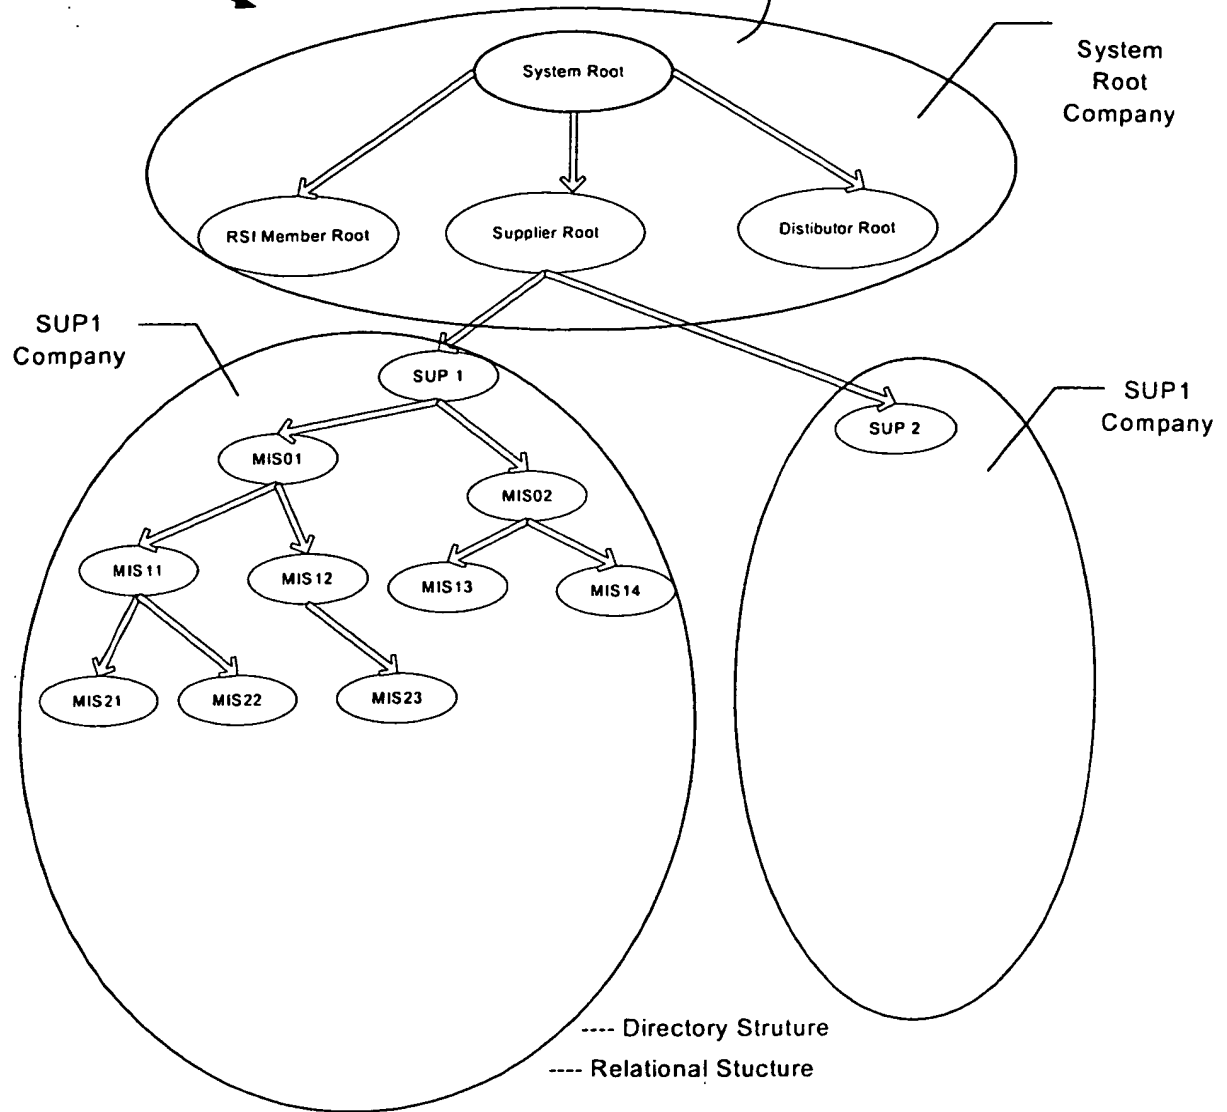 System Root
System
Root
Company
RSI Member Root
Supplier Root
Distibutor Root
SUP1
Company
SUP 1
SUP1
Company
SUP 2
MIS01
MIS02
MIS11
MIS12
MIS13
MIS14
MIS21
MIS22
MIS23
---- Directory Struture
---- Relational Stucture